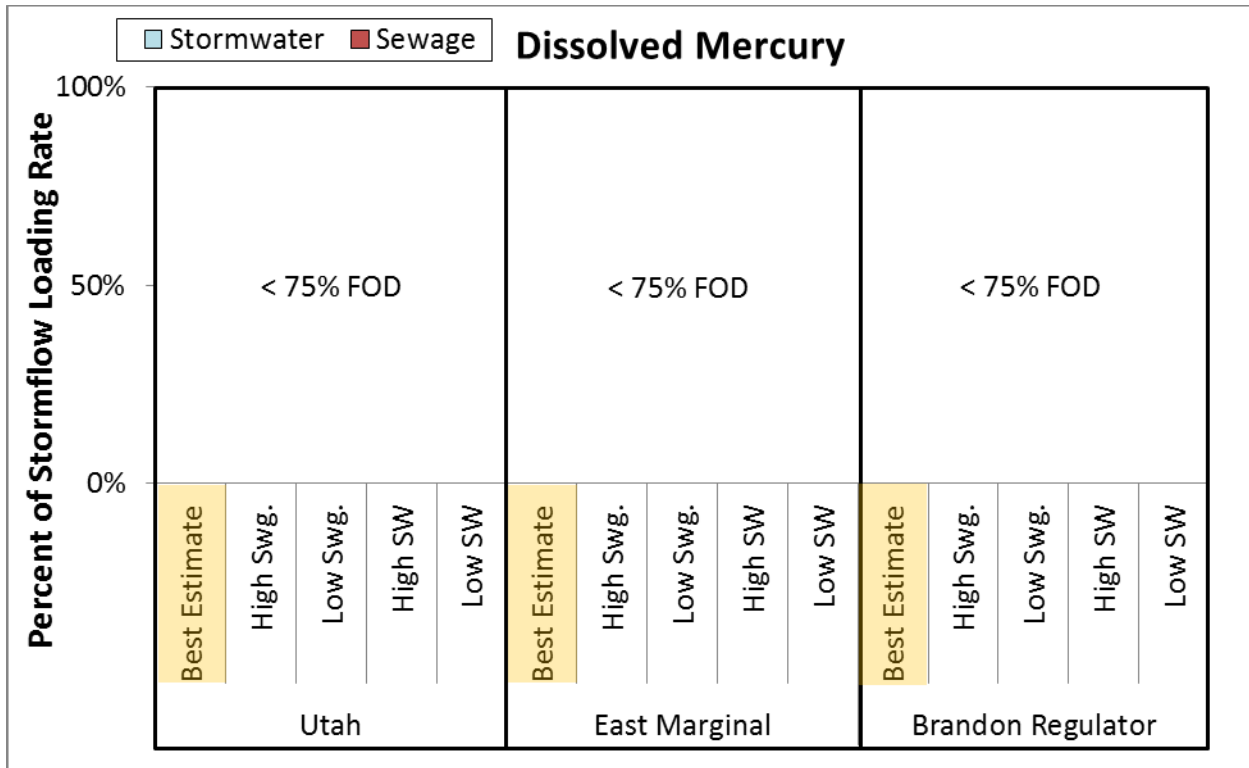 Stormwater Sewage
Dissolved Mercury
Percent of Stormflow Loading Rate
100%
50%
0%
< 75% FOD
< 75% FOD
< 75% FOD
Best Estimate
High Swg.
Low Swg.
High SW
Low SW
Best Estimate
High Swg.
Low Swg.
High SW
Low SW
Best Estimate
High Swg.
Low Swg.
High SW
Low SW
Utah
East Marginal
Brandon Regulator